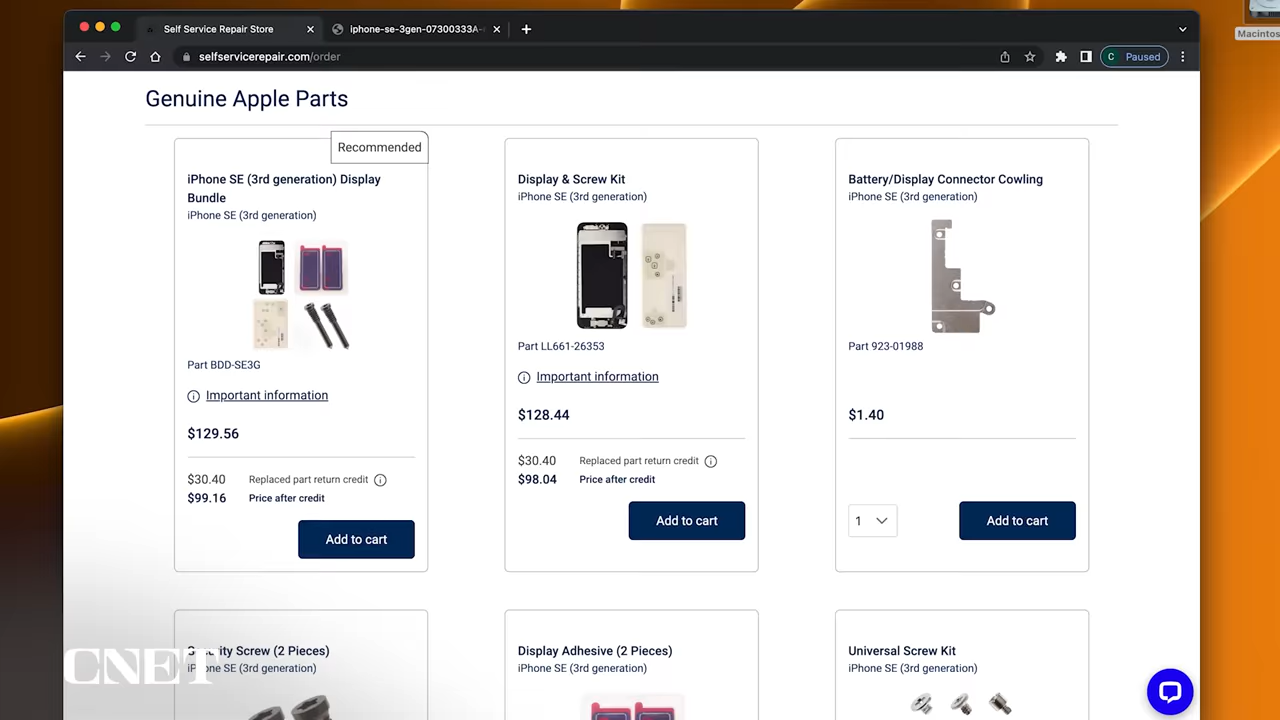 Self Service Repair Store
iphone-se-3gen-07300333A-
selfservicerepair.com/order
C Paused
Macintos
Genuine Apple Parts
Recommended
iPhone SE (3rd generation) Display
Bundle
iPhone SE (3rd generation)
Part BDD-SE3G
Important information
$129.56
$30.40 Replaced part return credit
$99.16 Price after credit
Add to cart
Display & Screw Kit
iPhone SE (3rd generation)
Part LL661-26353
Important information
$128.44
$30.40 Replaced part return credit
$98.04 Price after credit
Add to cart
Battery/Display Connector Cowling
iPhone SE (3rd generation)
Part 923-01988
$1.40
1
Add to cart
Screw (2 Pieces)
iPhone SE (3rd generation)
Display Adhesive (2 Pieces)
iPhone SE (3rd generation)
Universal Screw Kit
iPhone SE (3rd generation)
CNET